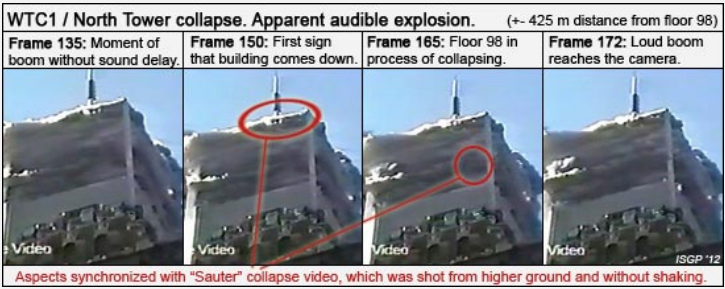 WTC1 / North Tower collapse. Apparent audible explosion. (+- 425 m distance from floor 98)
Frame 135: Moment of
boom without sound delay.
Frame 150: First sign
that building comes down.
Frame 165: Floor 98 in
process of collapsing.
Frame 172: Loud boom
reaches the camera.
e Video
Video
Video
Video
ISGP '12
Aspects synchronized with "Sauter" collapse video, which was shot from higher ground and without shaking.